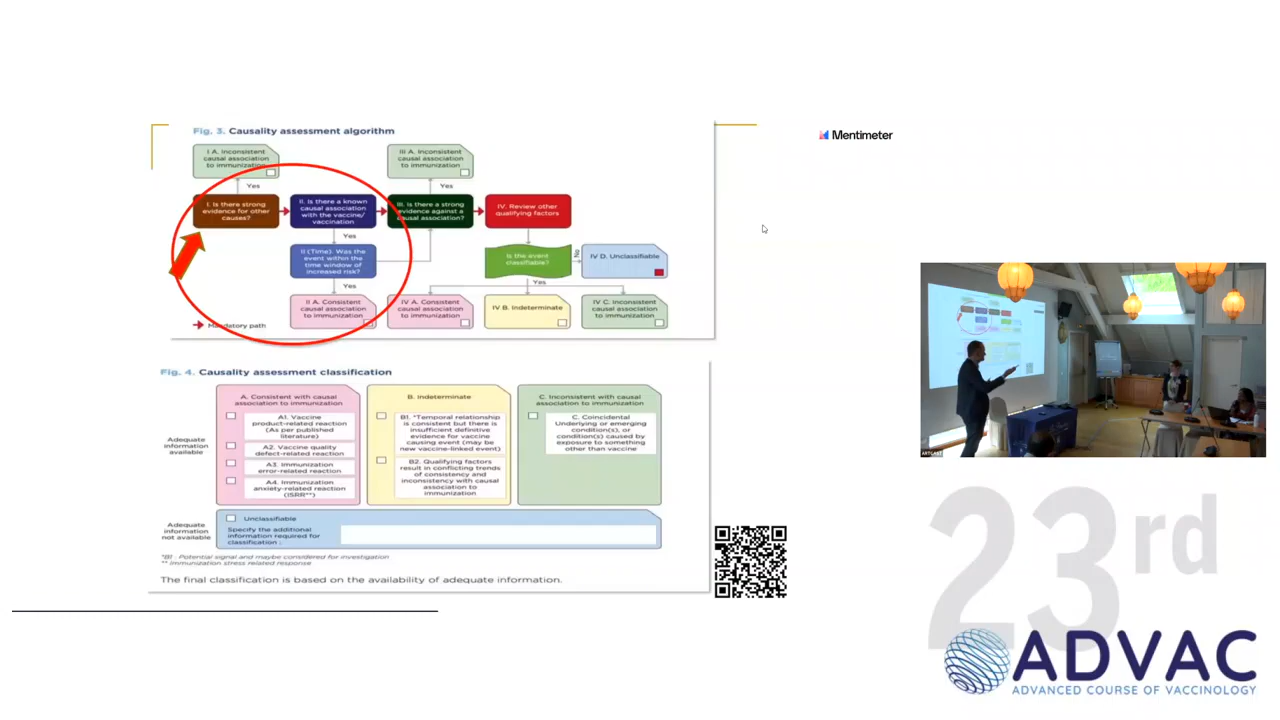 Fig. 3. Causality assessment algorithm
Mentimeter
I A. Inconsistent
causal association
to immunization
III A. Inconsistent
causal association
to immunization
Yes
Yes
I. Is there strong
evidence for other
causes?
II. Is there a known
causal association
with the vaccine/
vaccination
III. Is there a strong
evidence against a
causal association?
IV. Review other
qualifying factors
Yes
II (Time). Was the
event within the
time window of
increased risk?
Is the event
classifiable?
No
IV D. Unclassifiable
Yes
Yes
II A. Consistent
causal association
to immunization
IV A. Consistent
causal association
to immunization
IV B. Indeterminate
IV C. Inconsistent
causal association
to immunization
Mandatory path
Fig. 4. Causality assessment classification
A. Consistent with causal
association to immunization
B. Indeterminate
C. Inconsistent with causal
association to immunization
Adequate
information
available
A1. Vaccine
product-related reaction
(As per published
literature)
A2. Vaccine quality
defect-related reaction
A3. Immunization
error-related reaction
A4. Immunization
anxiety-related reaction
(ISRR**)
B1. *Temporal relationship
is consistent but there is
insufficient definitive
evidence for vaccine
causing event (may be
new vaccine-linked event)
B2. Qualifying factors
result in conflicting trends
of consistency and
inconsistency with causal
association to
immunization
C. Coincidental
Underlying or emerging
condition(s), or
condition(s) caused by
exposure to something
other than vaccine
Adequate
information
not available
Unclassifiable
Specify the additional
information required for
classification :
*B1 : Potential signal and maybe considered for investigation
** Immunization stress related response
The final classification is based on the availability of adequate information.
23rd
ADVAC
ADVANCED COURSE OF VACCINOLOGY